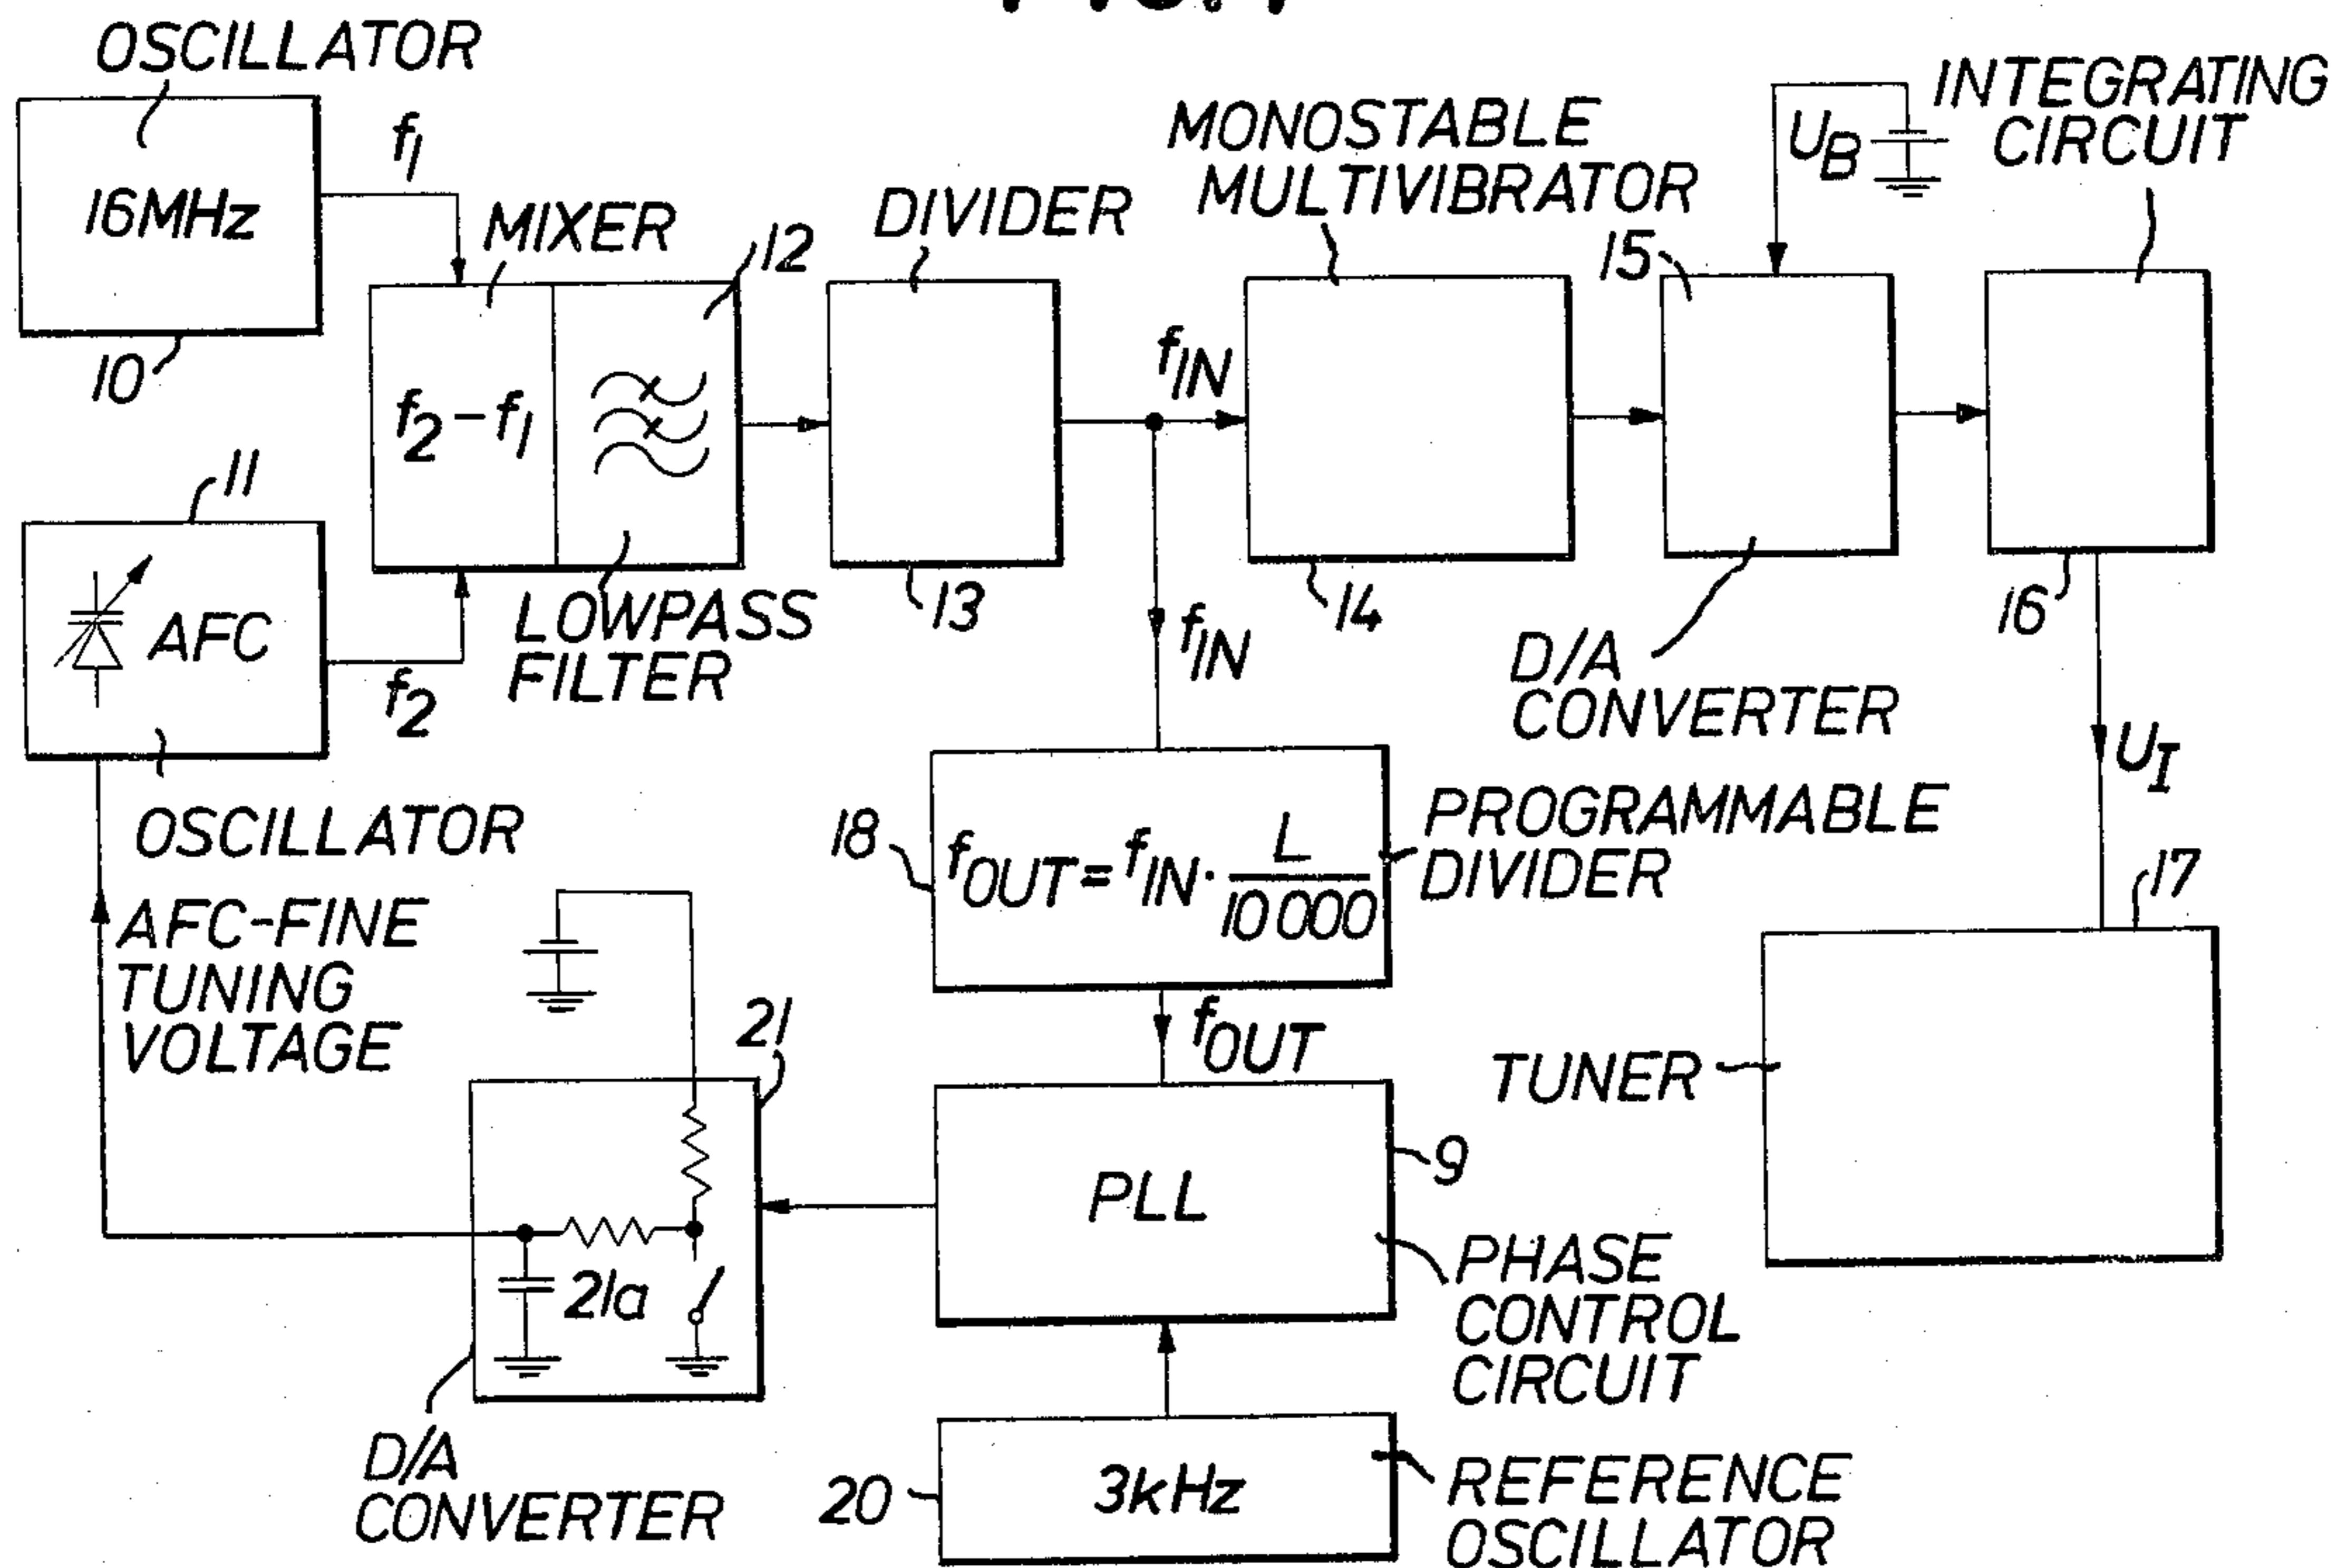 OSCILLATOR
16MHz
10
f1
MIXER
12
f2-f1
LOWPASS
FILTER
11
AFC
f2
OSCILLATOR
DIVIDER
13
fIN
fIN
MONOSTABLE
MULTIVIBRATOR
14
15
UB
D/A
CONVERTER
INTEGRATING
CIRCUIT
16
UI
17
TUNER
18
fOUT=fIN·L/10000
PROGRAMMABLE
DIVIDER
fOUT
PLL
9
PHASE
CONTROL
CIRCUIT
20
3kHz
REFERENCE
OSCILLATOR
21
21a
D/A
CONVERTER
AFC-FINE
TUNING
VOLTAGE